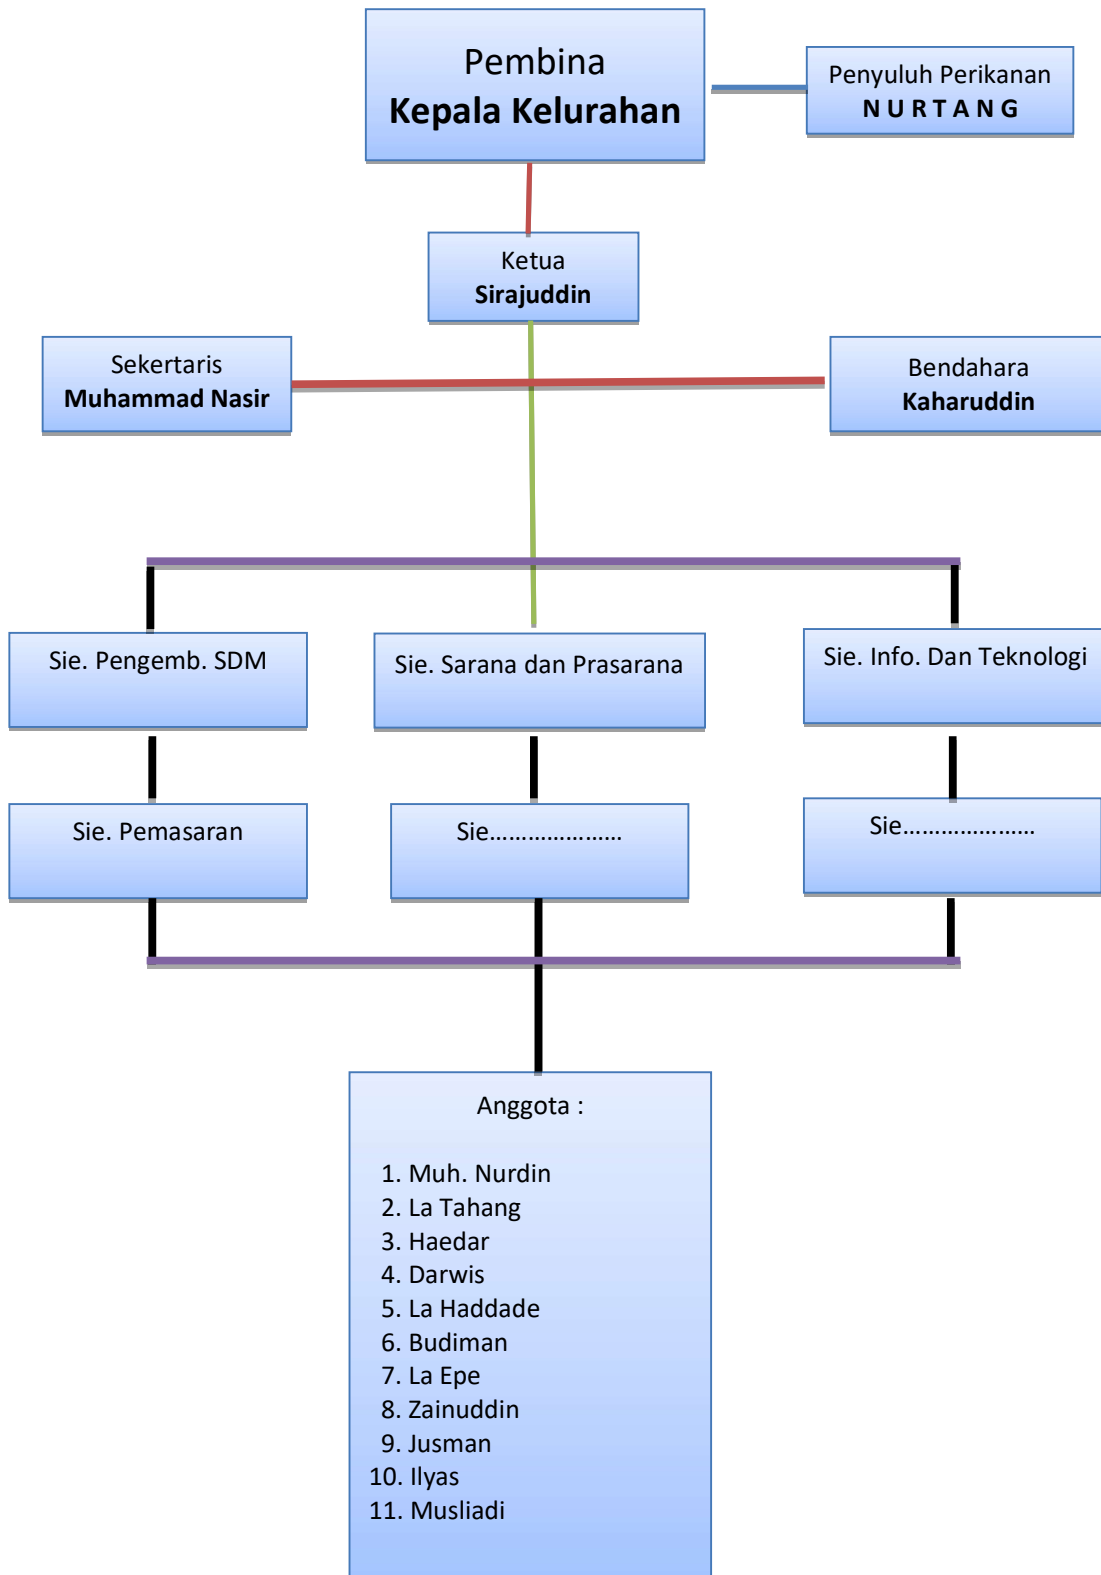 Pembina
Kepala Kelurahan
Penyuluh Perikanan
N U R T A N G
Ketua
Sirajuddin
Sekertaris
Muhammad Nasir
Bendahara
Kaharuddin
Sie. Pengemb. SDM
Sie. Sarana dan Prasarana
Sie. Info. Dan Teknologi
Sie. Pemasaran
Sie.....................
Sie.....................
Anggota :
1. Muh. Nurdin
2. La Tahang
3. Haedar
4. Darwis
5. La Haddade
6. Budiman
7. La Epe
8. Zainuddin
9. Jusman
10. Ilyas
11. Musliadi